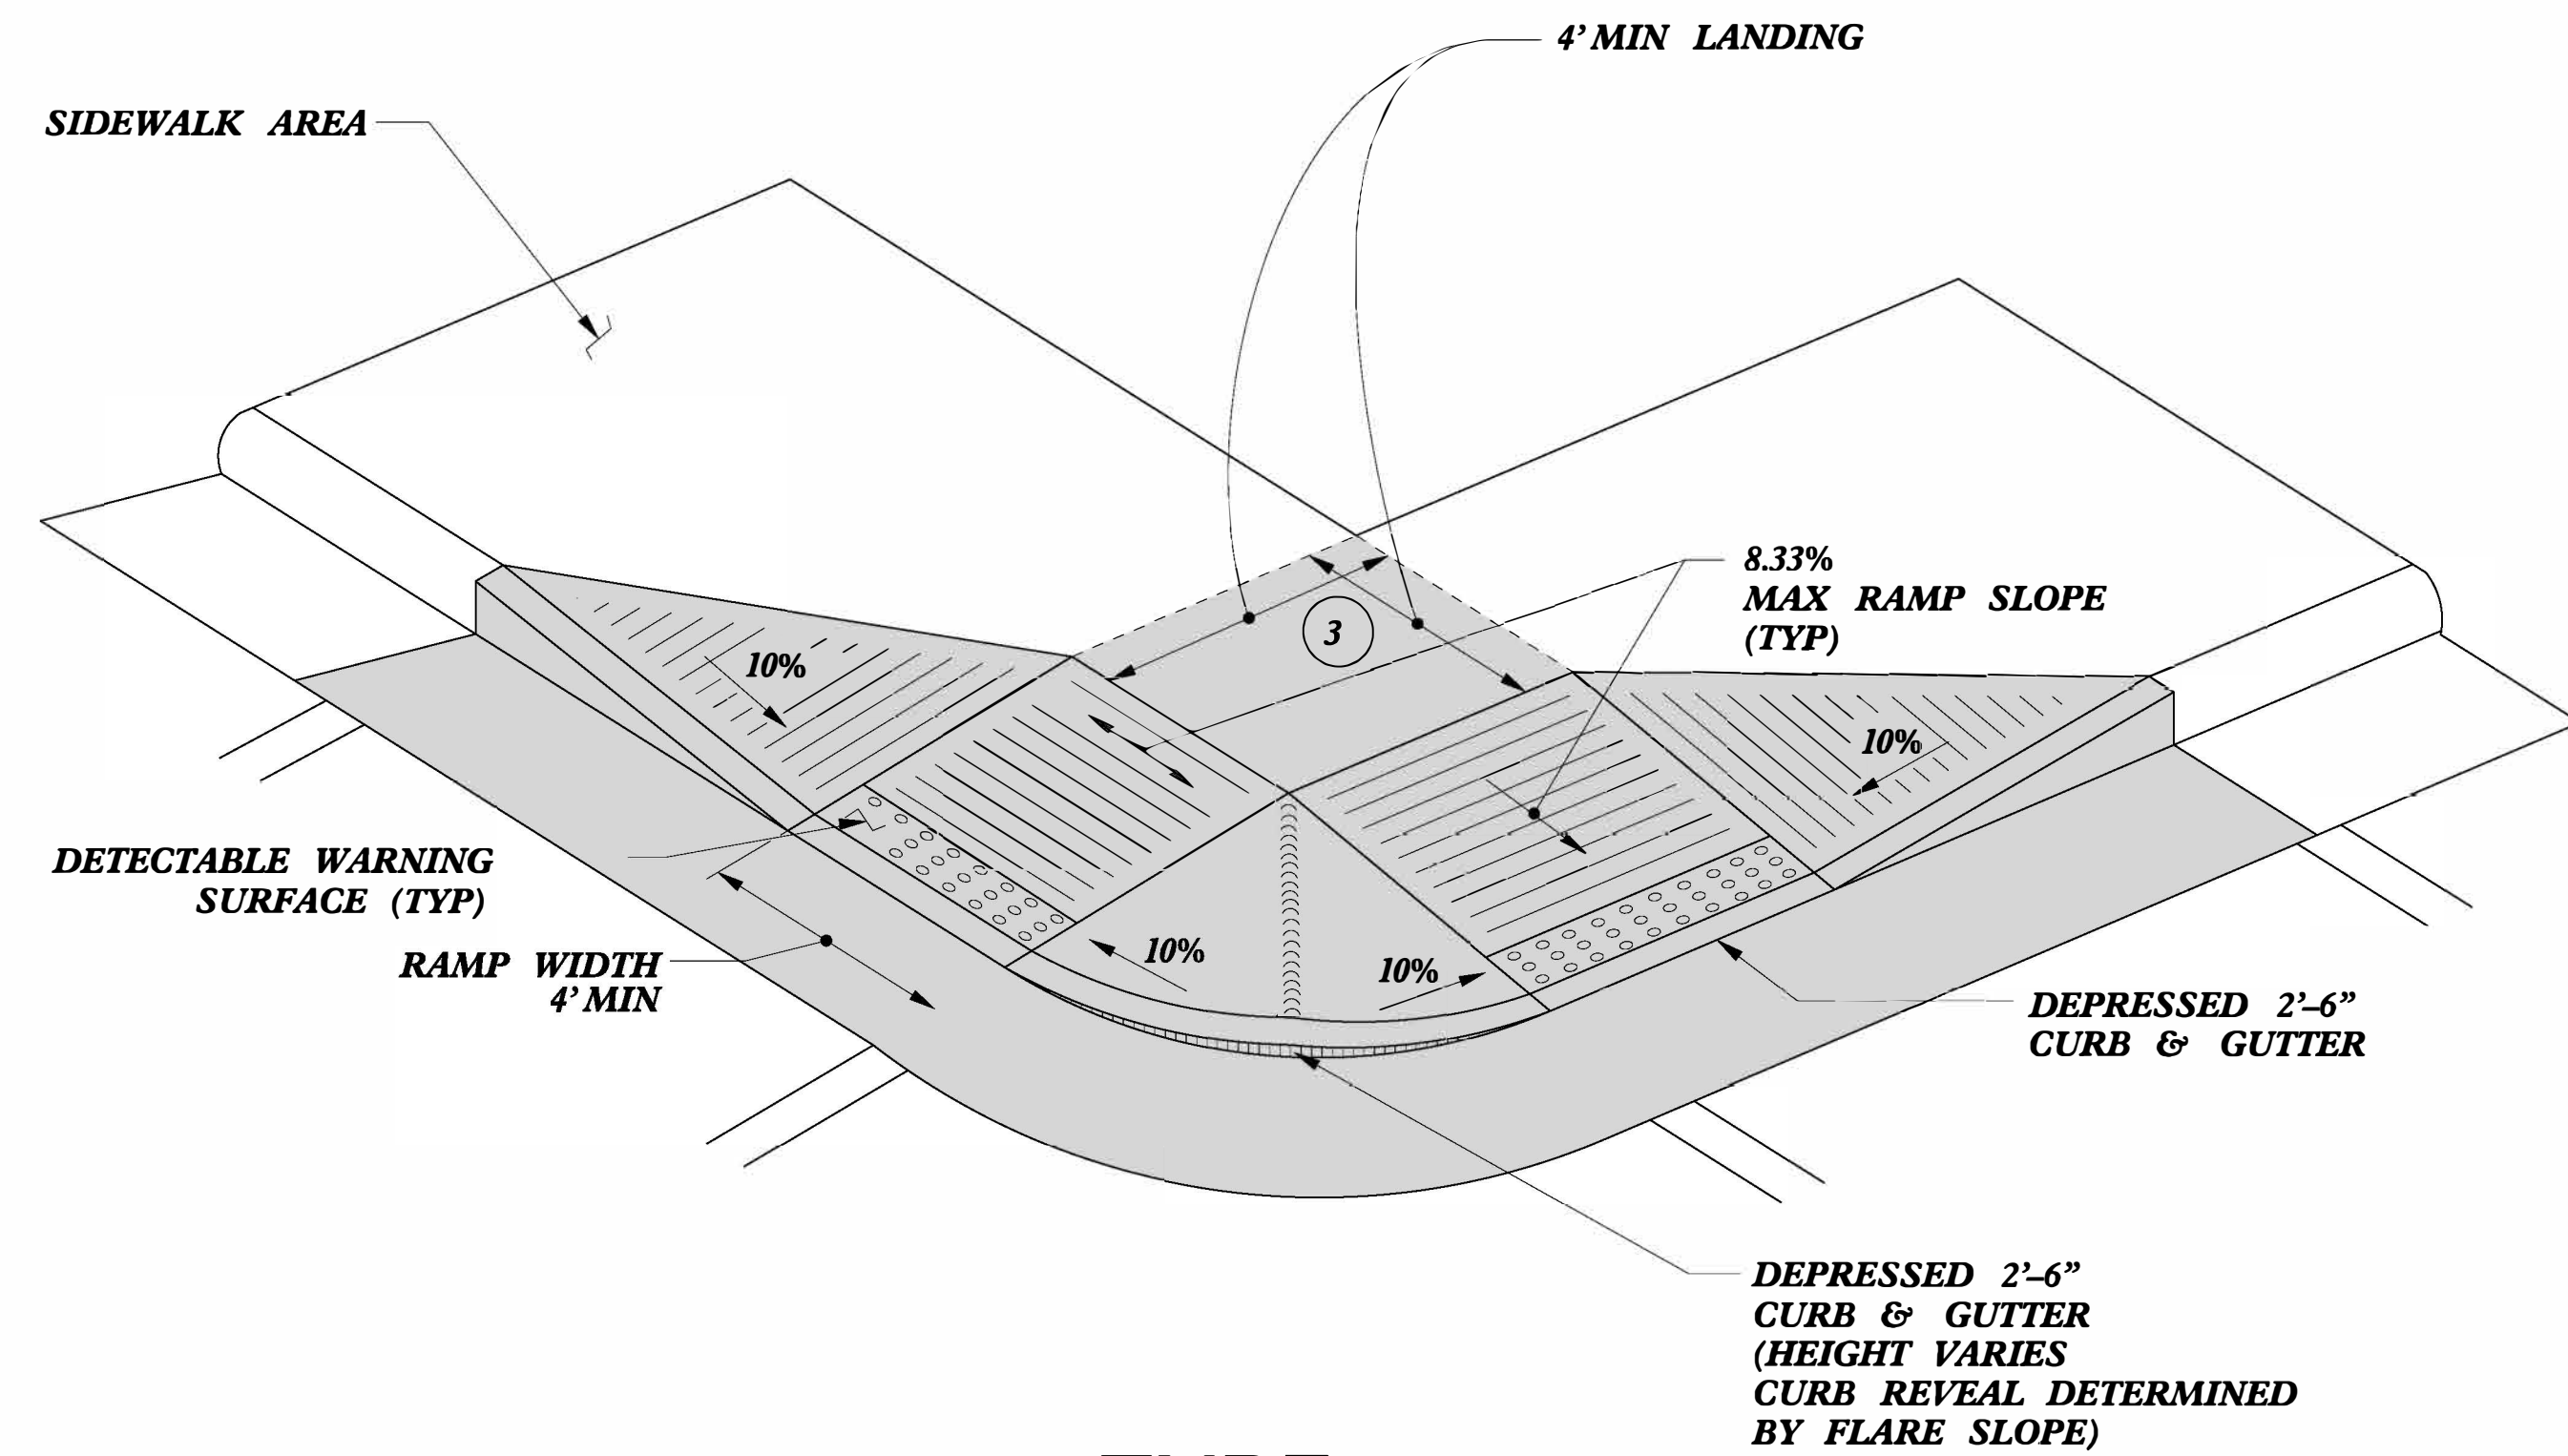 4' MIN LANDING
SIDEWALK AREA
8.33%
MAX RAMP SLOPE
(TYP)
3
10%
10%
DETECTABLE WARNING
SURFACE (TYP)
RAMP WIDTH
4' MIN
10%
10%
DEPRESSED 2'–6”
CURB & GUTTER
DEPRESSED 2'–6”
CURB & GUTTER
(HEIGHT VARIES
CURB REVEAL DETERMINED
BY FLARE SLOPE)